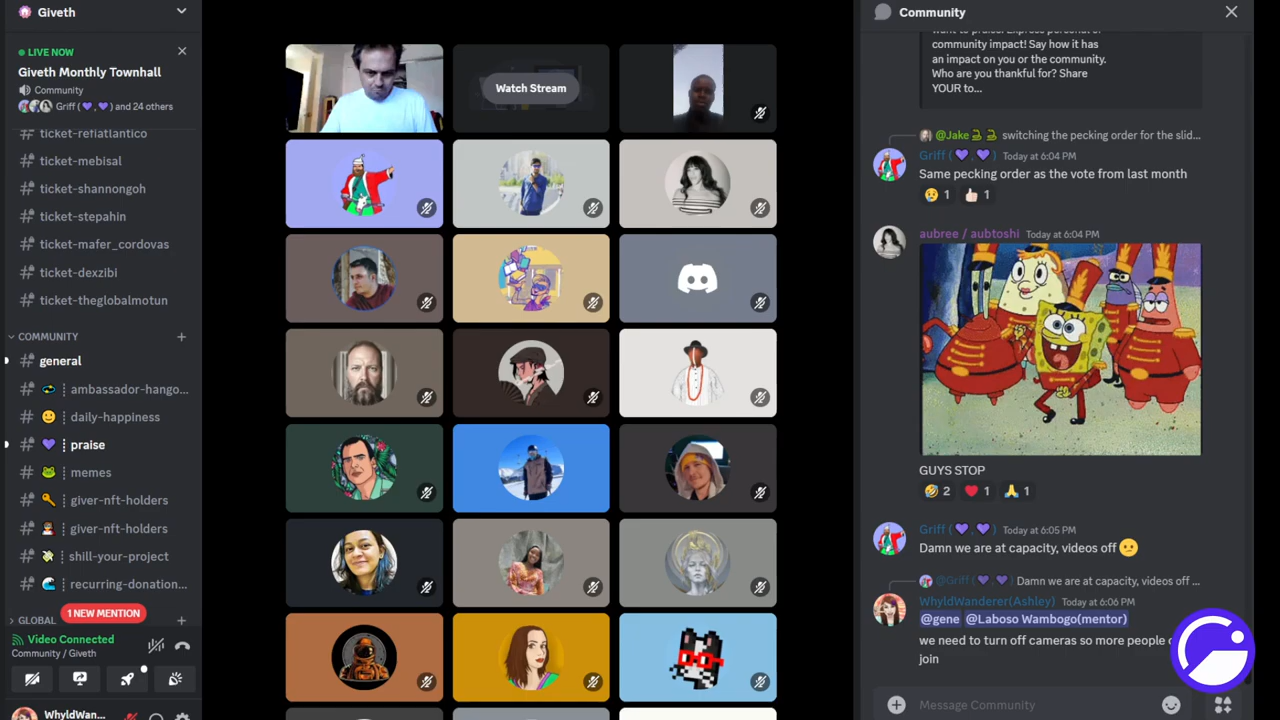 Giveth
LIVE NOW
Giveth Monthly Townhall
Community
Griff ( 💜 , 💜 ) and 24 others
ticket-refiatlantico
ticket-mebisal
ticket-shannongoh
ticket-stepahin
ticket-mafer_cordovas
ticket-dexzibi
ticket-theglobalmotun
COMMUNITY
general
ambassador-hango...
daily-happiness
praise
memes
giver-nft-holders
giver-nft-holders
shill-your-project
recurring-donation...
GLOBAL
1 NEW MENTION
Video Connected
Community / Giveth
WhyldWan...
Watch Stream
Community
want to praise! Express personal or
community impact! Say how it has
an impact on you or the community.
Who are you thankful for? Share
YOUR to...
@Jake switching the pecking order for the slid...
Griff ( 💜 , 💜 ) Today at 6:04 PM
Same pecking order as the vote from last month
😢 1 👍🏻 1
aubree / aubtoshi Today at 6:04 PM
GUYS STOP
🤣 2 ❤️ 1 🙏 1
Griff ( 💜 , 💜 ) Today at 6:05 PM
Damn we are at capacity, videos off 😕
@Griff ( 💜 , 💜 ) Damn we are at capacity, videos off ...
WhyldWanderer(Ashley) Today at 6:06 PM
@gene @Laboso Wambogo(mentor)
we need to turn off cameras so more people
join
Message Community